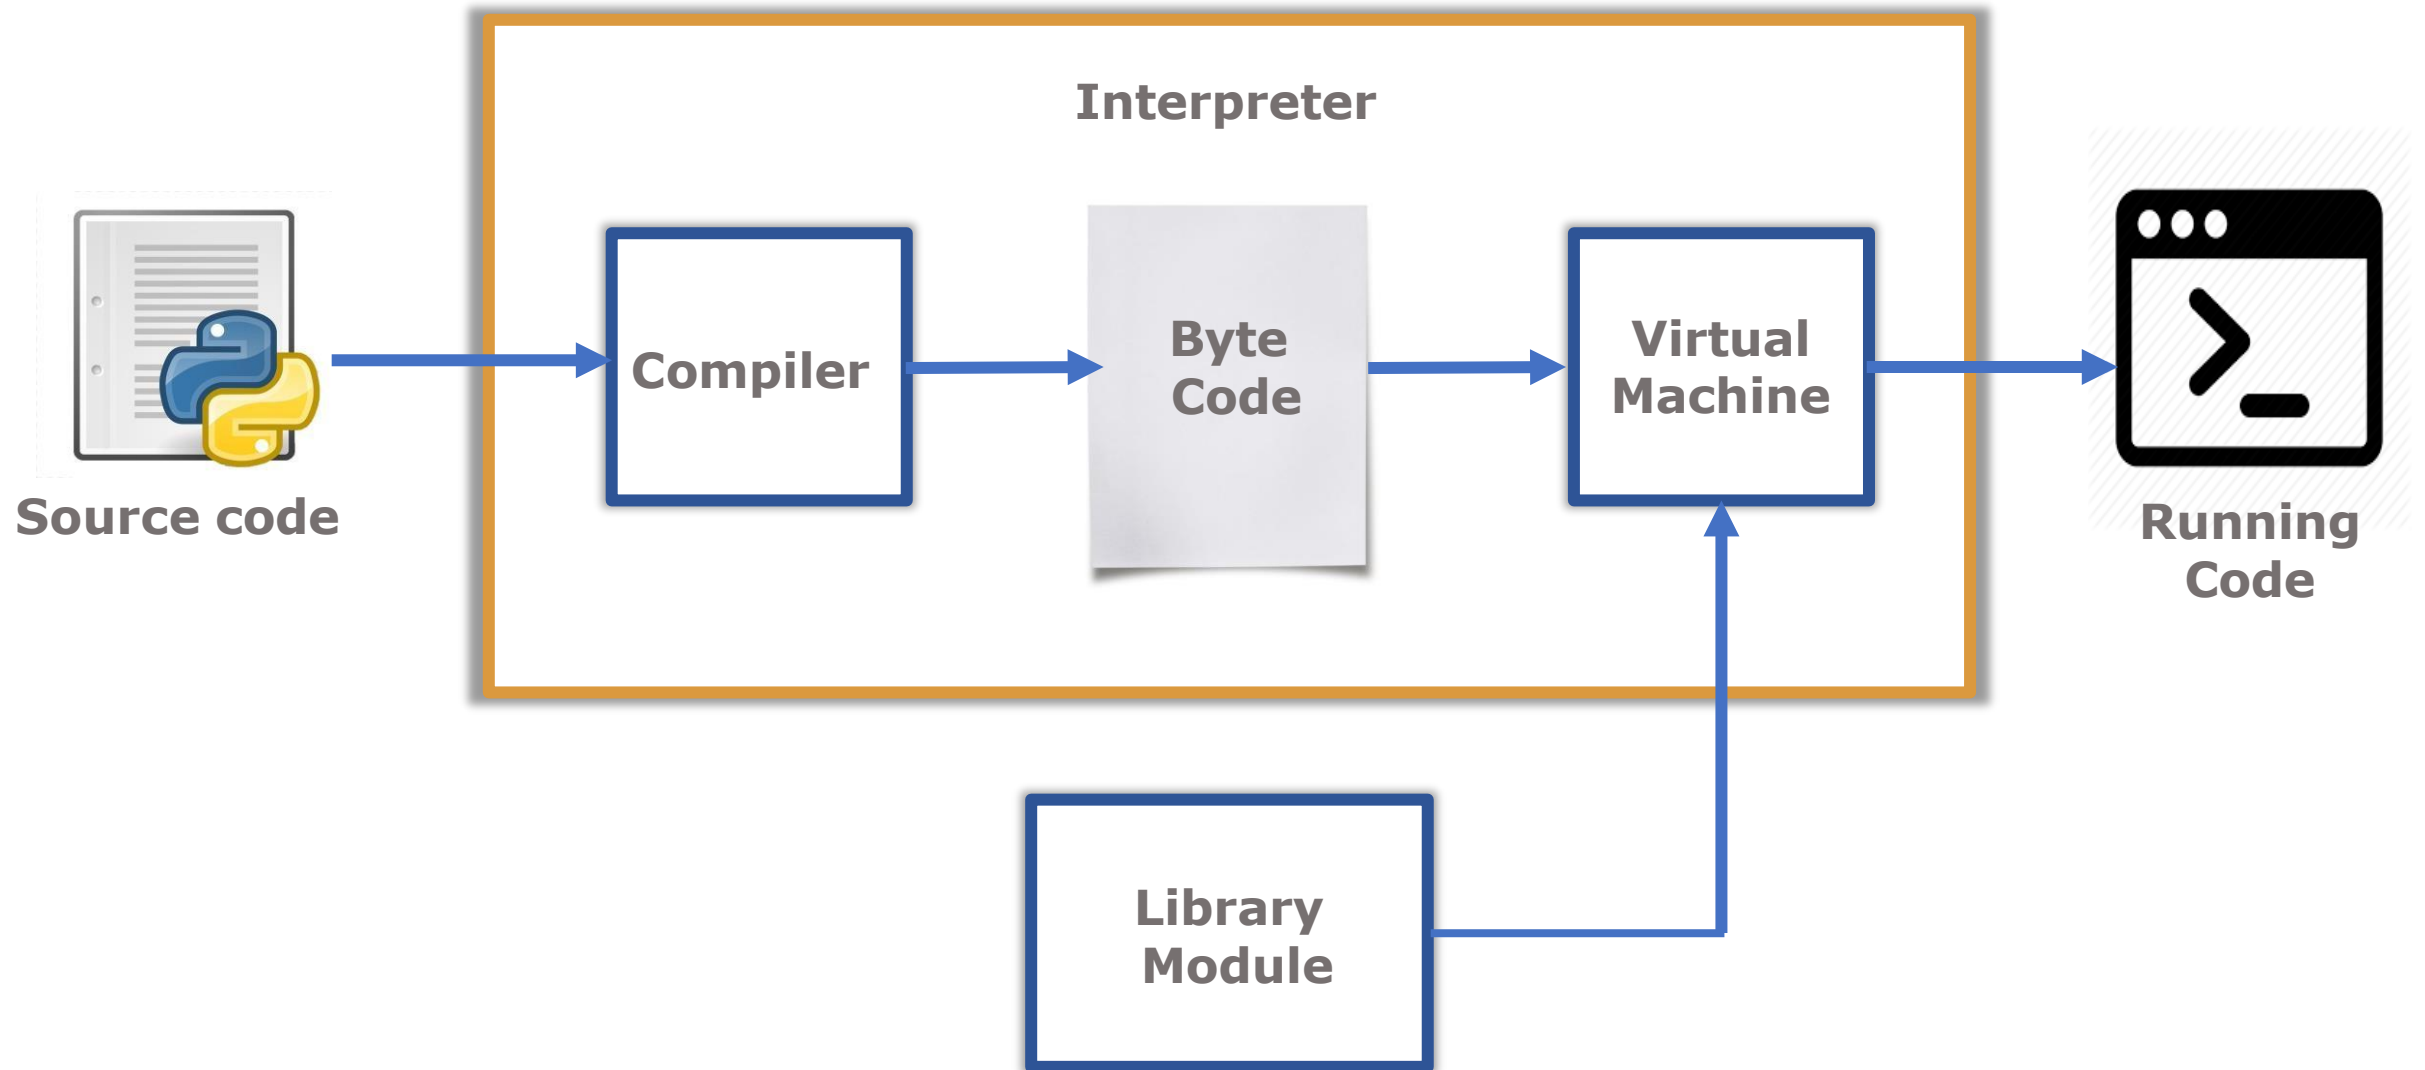 Interpreter
Source code
Compiler
Byte
Code
Virtual
Machine
Running
Code
Library
Module